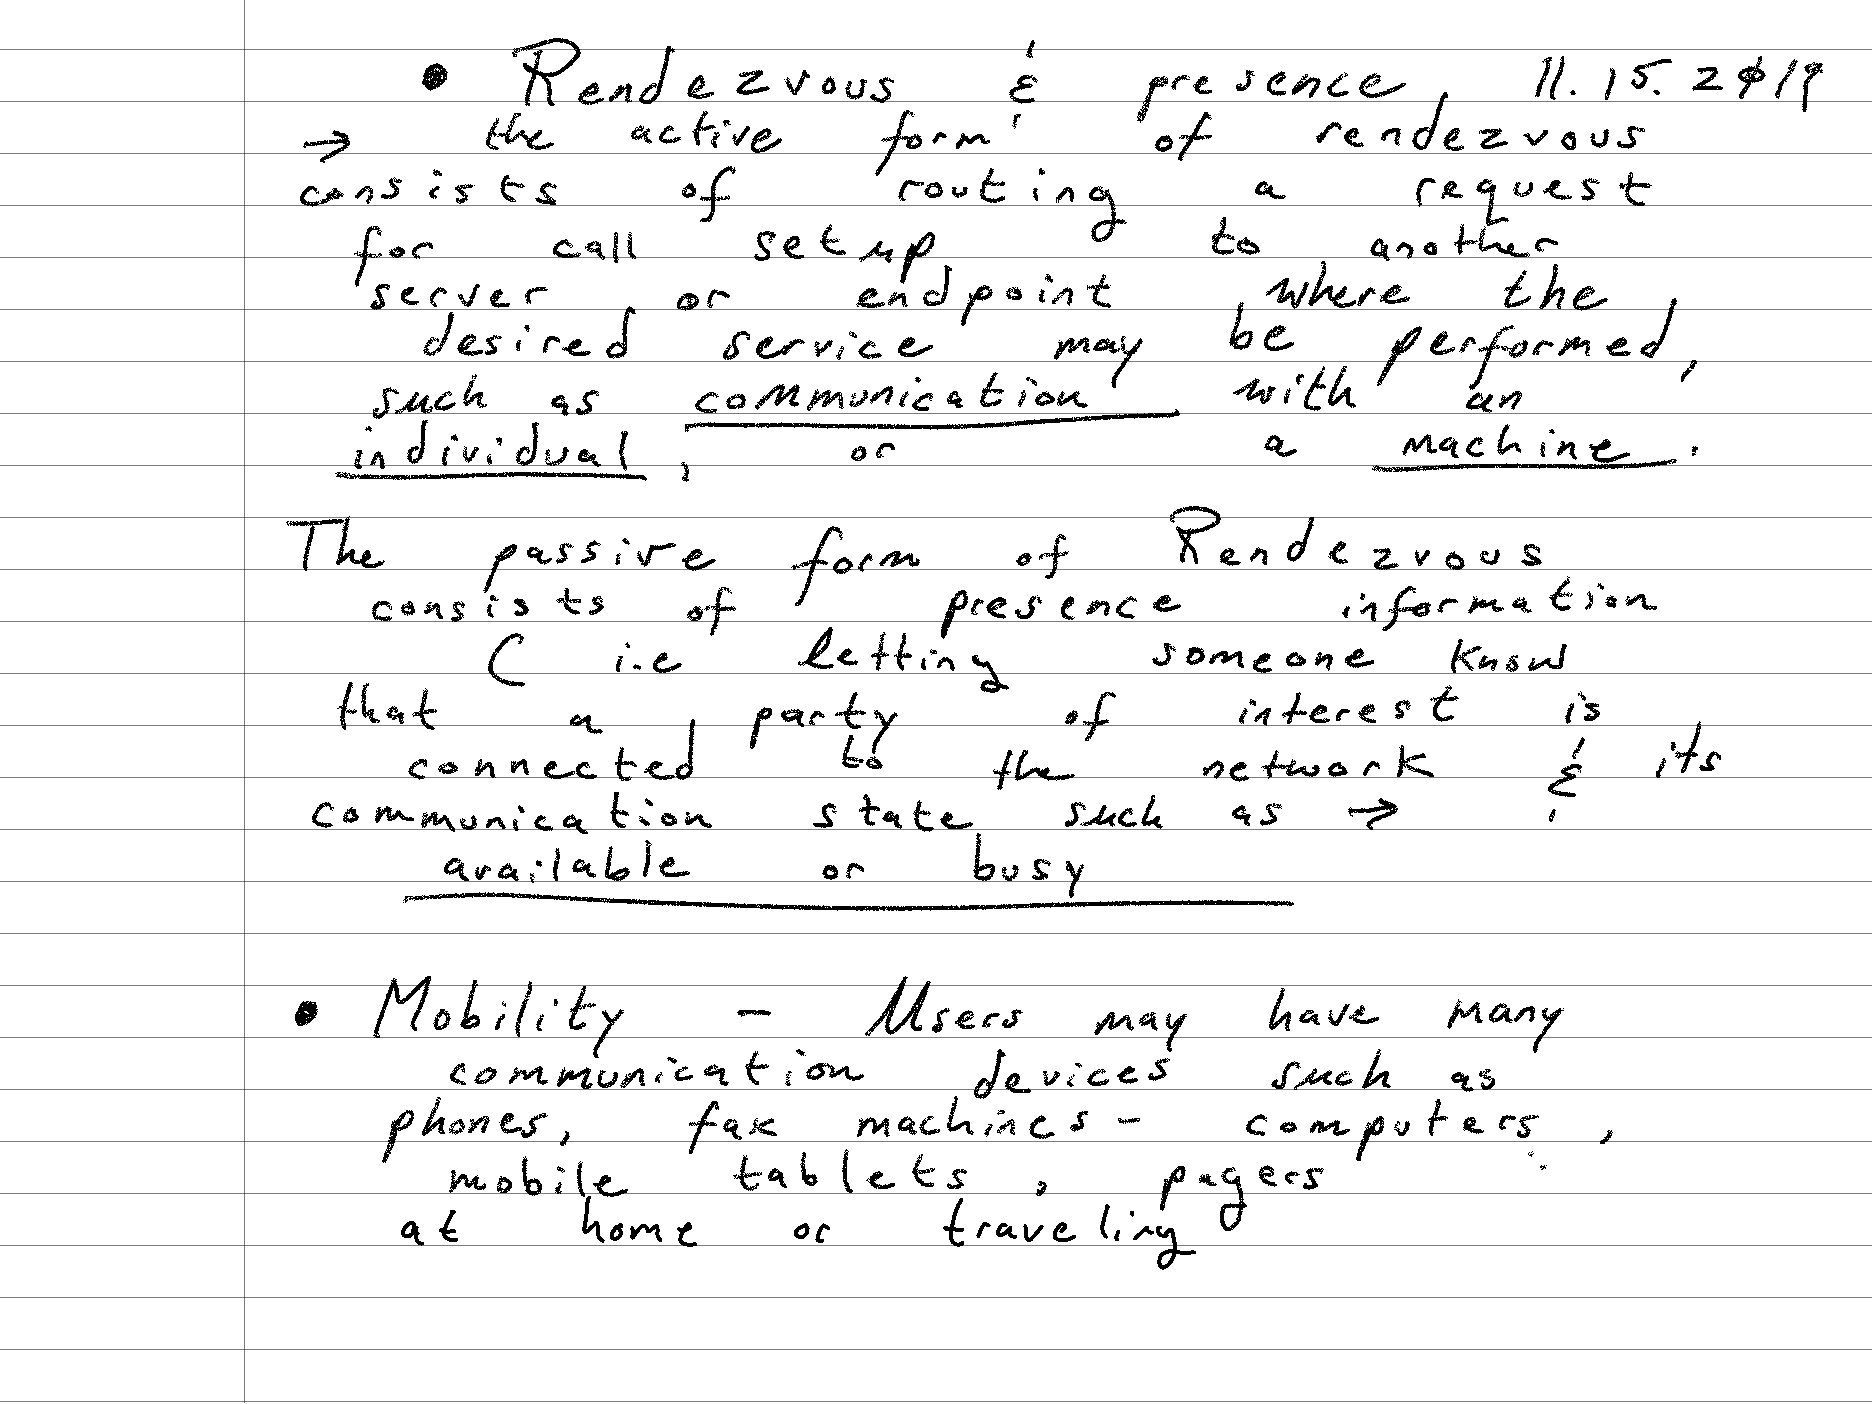 • Rendezvous & presence 11.15.2019
→ the active form of rendezvous
consists of routing a request
for call setup to another
server or endpoint where the
desired service may be performed,
such as communication with an
individual, or a machine.
The passive form of Rendezvous
consists of presence information
( i.e letting someone know
that a party of interest is
connected to the network & its
communication state such as →
available or busy
• Mobility - Users may have many
communication devices such as
phones, fax machines - computers,
mobile tablets, pagers
at home or traveling